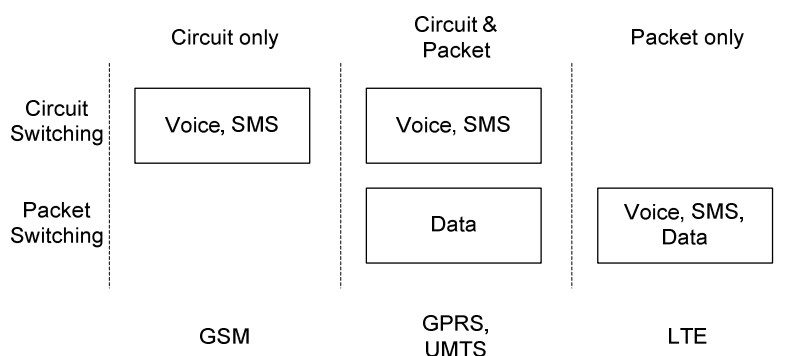 Circuit only
Circuit &
Packet
Packet only
Circuit
Switching
Voice, SMS
Voice, SMS
Packet
Switching
Data
Voice, SMS,
Data
GSM
GPRS,
UMTS
LTE